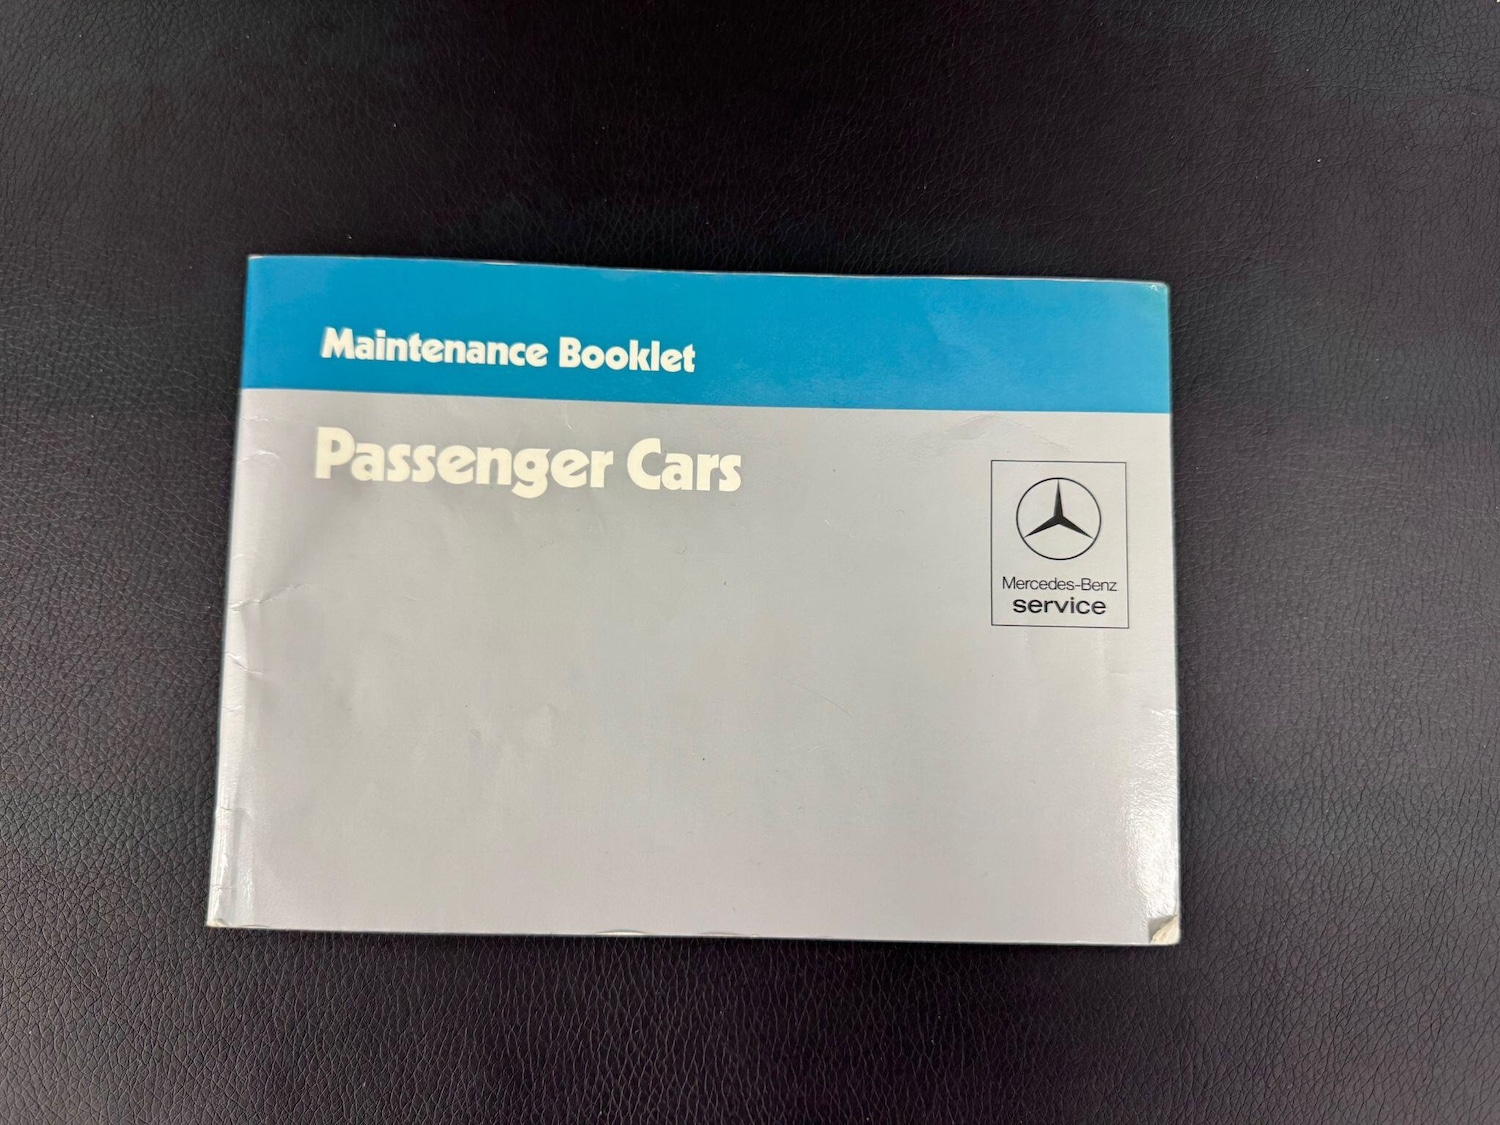 Maintenance Booklet
Passenger Cars
Mercedes-Benz
service